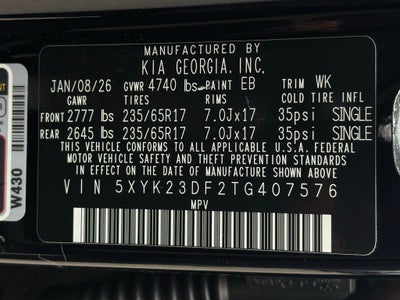 MANUFACTURED BY
KIA GEORGIA, INC.
JAN/08/26 GVWR 4740 lbs PAINT EB TRIM WK
GAWR TIRES RIMS COLD TIRE INFL
FRONT 2777 lbs 235/65R17 7.0Jx17 35psi SINGLE
REAR 2645 lbs 235/65R17 7.0Jx17 35psi SINGLE
THIS VEHICLE CONFORMS TO ALL APPLICABLE U.S.A. FEDERAL
MOTOR VEHICLE SAFETY, AND THEFT PREVENTION STANDARDS
IN EFFECT ON THE DATE OF MANUFACTURE SHOWN ABOVE.
VIN 5XYK23DF2TG407576
MPV
W430